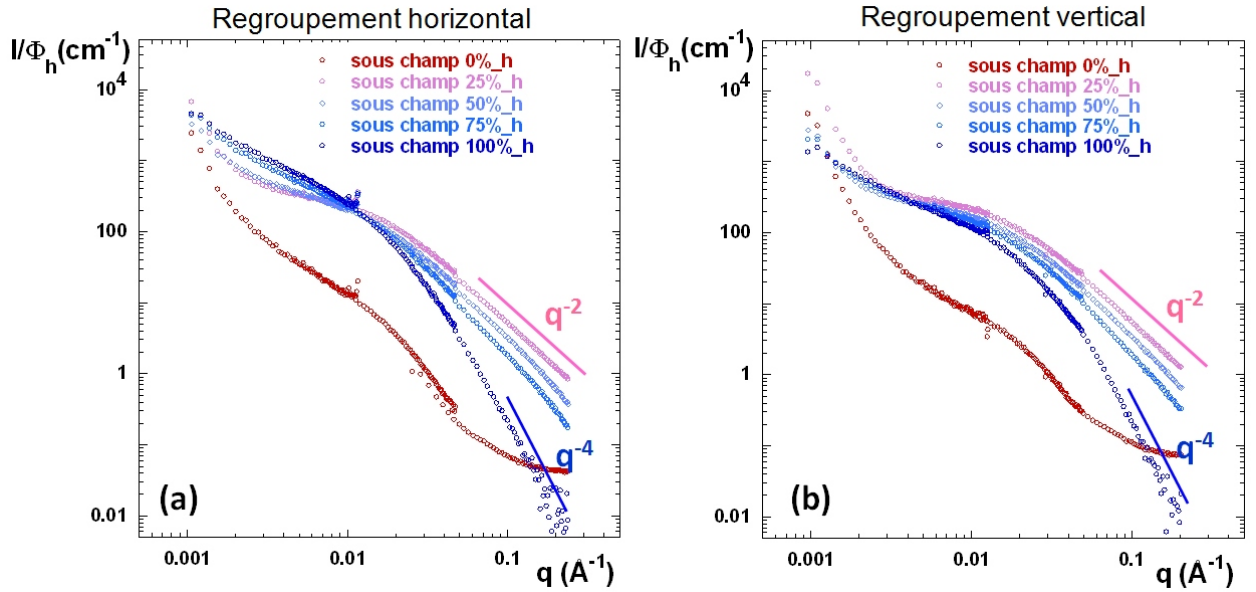 Regroupement horizontal
I/Φh(cm-1)
sous champ 0%_h
sous champ 25%_h
sous champ 50%_h
sous champ 75%_h
sous champ 100%_h
10^4
100
1
0.01
q-2
q-4
(a)
0.001
0.01
0.1
q (Å-1)
Regroupement vertical
I/Φh(cm-1)
sous champ 0%_h
sous champ 25%_h
sous champ 50%_h
sous champ 75%_h
sous champ 100%_h
10^4
100
1
0.01
q-2
q-4
(b)
0.001
0.01
0.1
q (Å-1)